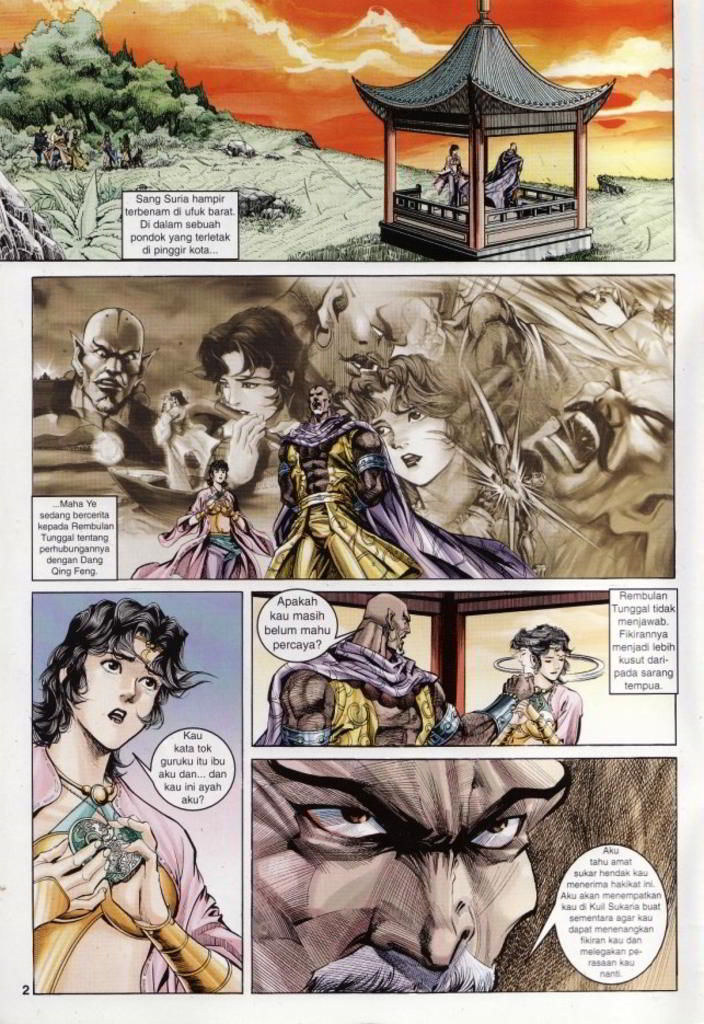 Sang Suria hampir
terbenam di ufuk barat.
Di dalam sebuah
pondok yang terletak
di pinggir kota...
...Maha Ye
sedang bercerita
kepada Rembulan
Tunggal tentang
perhubungannya
dengan Dang
Qing Feng.
Kau
kata tok
guruku itu ibu
aku dan... dan
kau ini ayah
aku?
Apakah
kau masih
belum mahu
percaya?
Rembulan
Tunggal tidak
menjawab.
Fikirannya
menjadi lebih
kusut dari-
pada sarang
tempua.
Aku
tahu amat
sukar hendak kau
menerima hakikat ini.
Aku akan menempatkan
kau di Kuil Sukaria buat
sementara agar kau
dapat menenangkan
fikiran kau dan
melegakan pe-
rasaan kau
nanti.
2